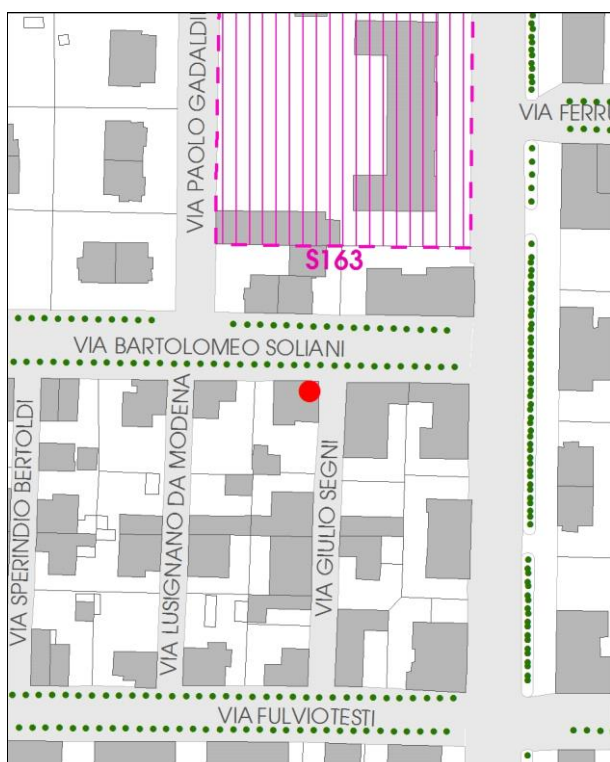 VIA PAOLO GADALDI
VIA FERRU
S163
VIA BARTOLOMEO SOLIANI
VIA SPERINDIO BERTOLDI
VIA LUSIGNANO DA MODENA
VIA GIULIO SEGNI
VIA FULVIOTESTI